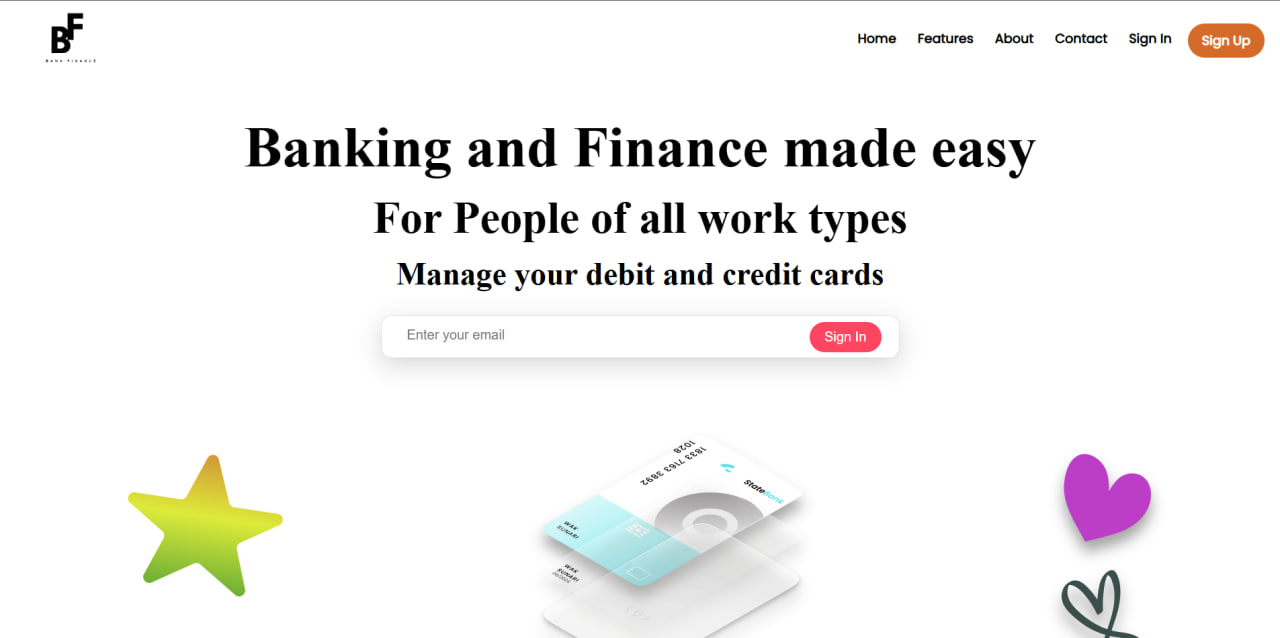 BF
BANK FINANCE
Home Features About Contact Sign In Sign Up
Banking and Finance made easy
For People of all work types
Manage your debit and credit cards
Enter your email Sign In
1028
1833 7163 3892
StateBank
WAK
SUNARI
WAK
SUNARI